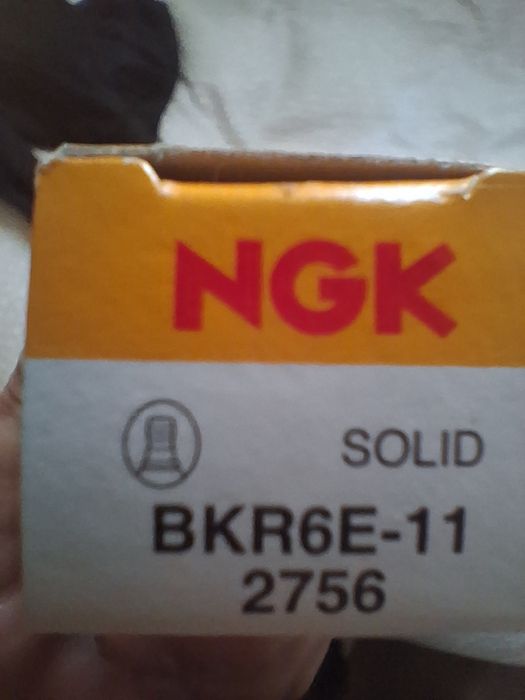 NGK
SOLID
BKR6E-11
2756